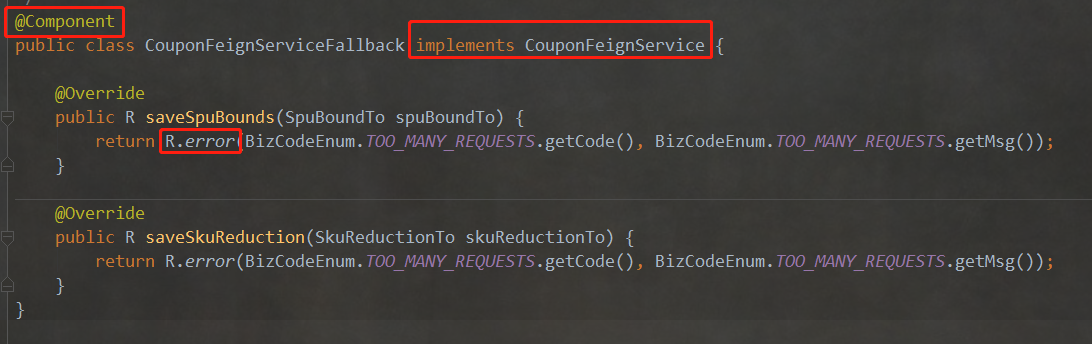 @Component
public class CouponFeignServiceFallback implements CouponFeignService {
@Override
public R saveSpuBounds(SpuBoundTo spuBoundTo) {
return R.error(BizCodeEnum.TOO_MANY_REQUESTS.getCode(), BizCodeEnum.TOO_MANY_REQUESTS.getMsg());
}
@Override
public R saveSkuReduction(SkuReductionTo skuReductionTo) {
return R.error(BizCodeEnum.TOO_MANY_REQUESTS.getCode(), BizCodeEnum.TOO_MANY_REQUESTS.getMsg());
}
}